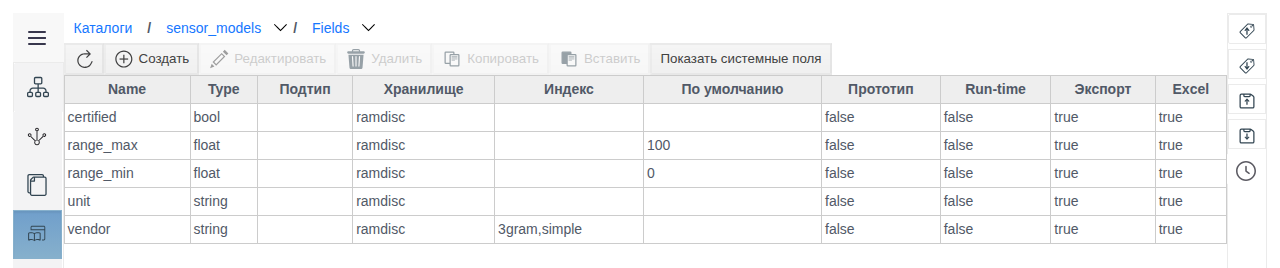 Каталоги / sensor_models / Fields
Создать Редактировать Удалить Копировать Вставить Показать системные поля
Name Type Подтип Хранилище Индекс По умолчанию Прототип Run-time Экспорт Excel
certified bool ramdisc false false true true
range_max float ramdisc 100 false false true true
range_min float ramdisc 0 false false true true
unit string ramdisc false false true true
vendor string ramdisc 3gram,simple false false true true